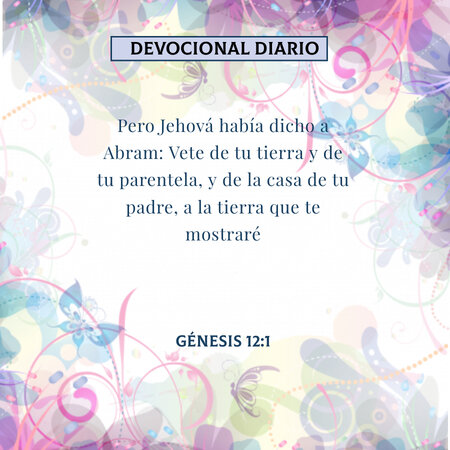 DEVOCIONAL DIARIO
Pero Jehová había dicho a
Abram: Vete de tu tierra y de
tu parentela, y de la casa de tu
padre, a la tierra que te
mostraré
GÉNESIS 12:1